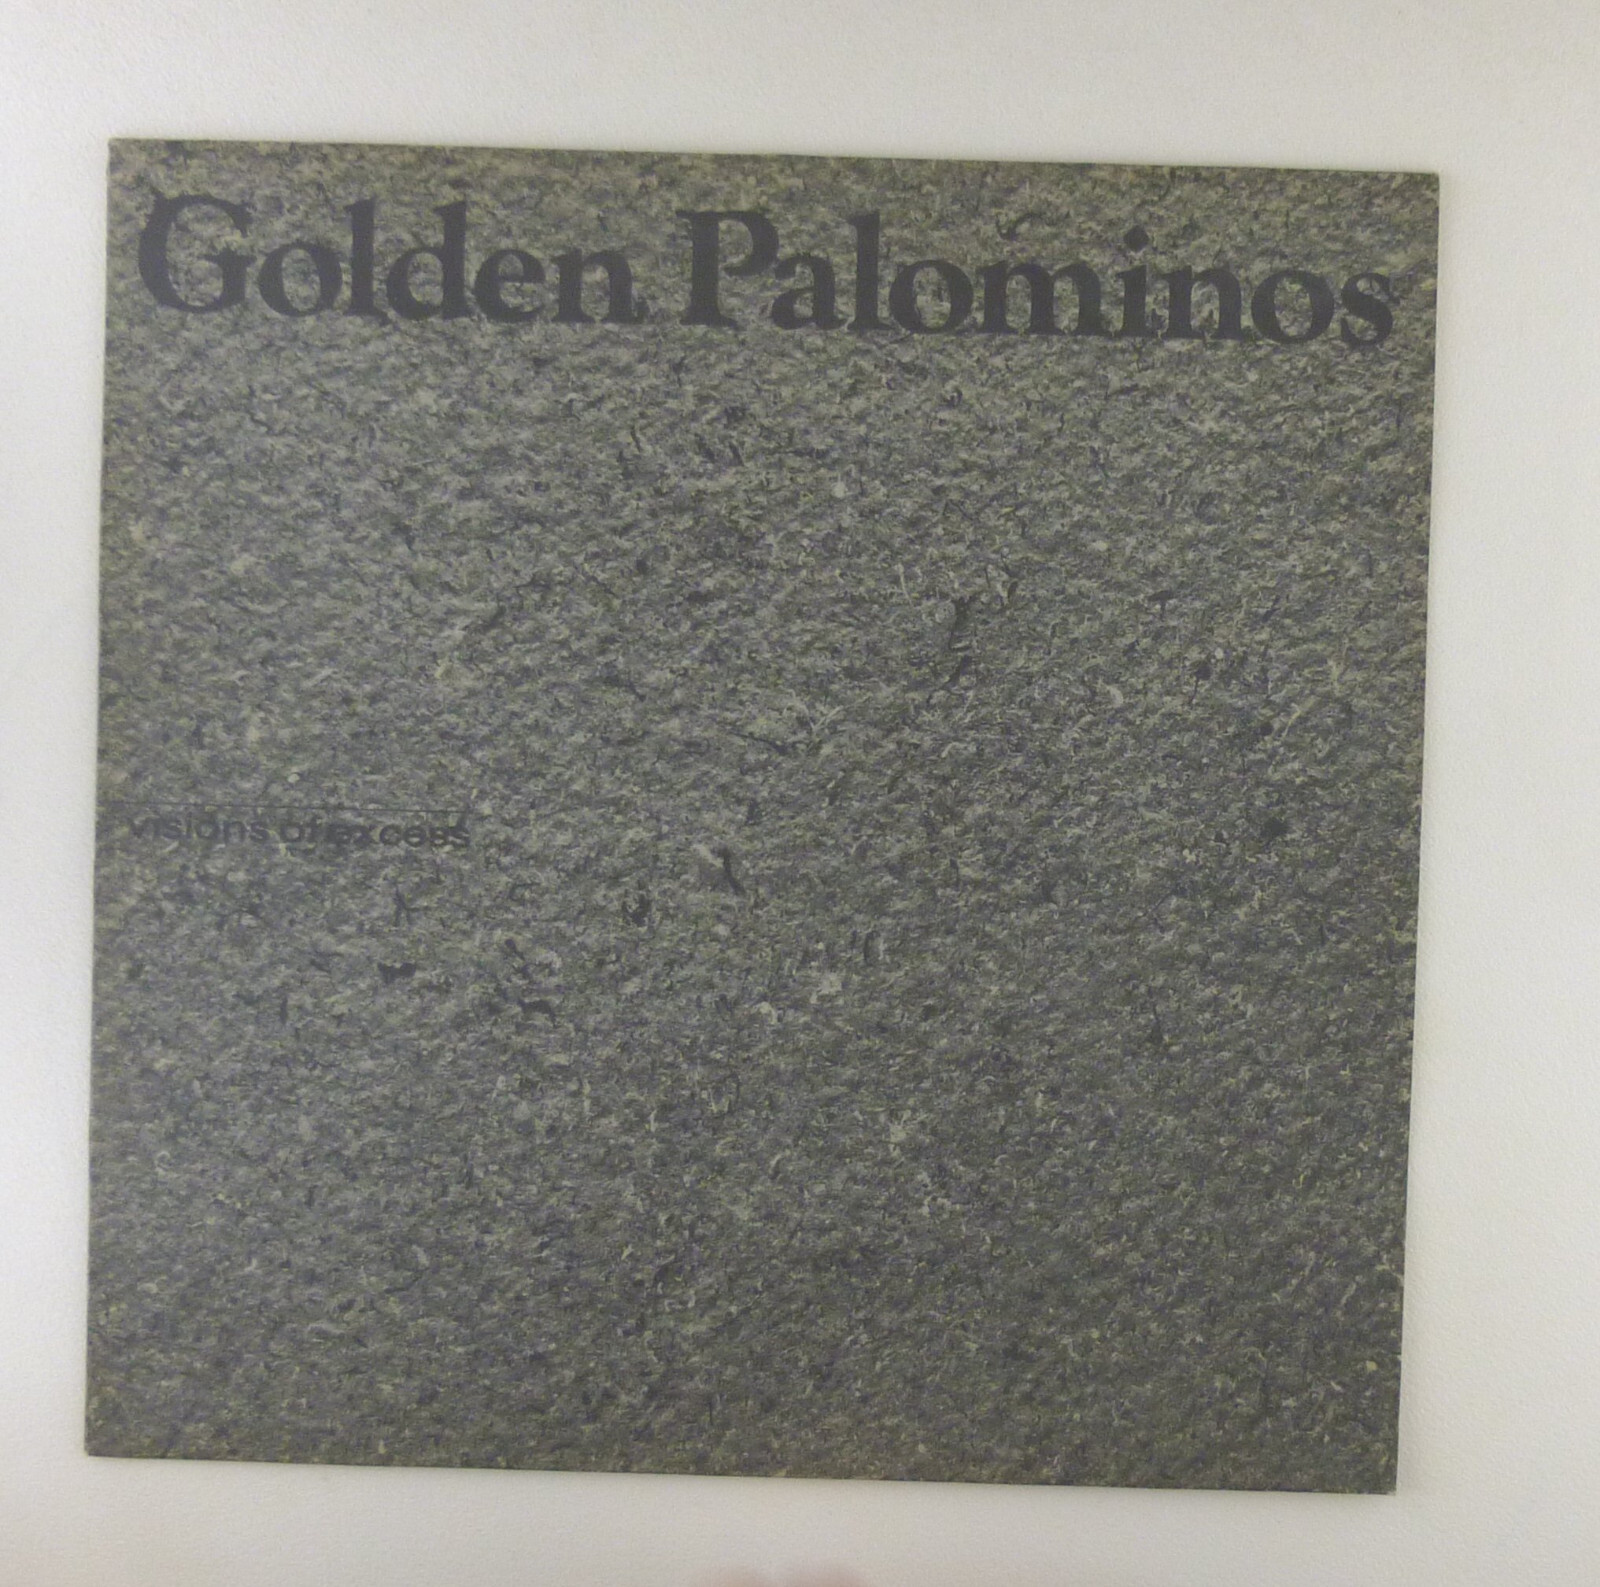 Golden Palominos
visions of excess